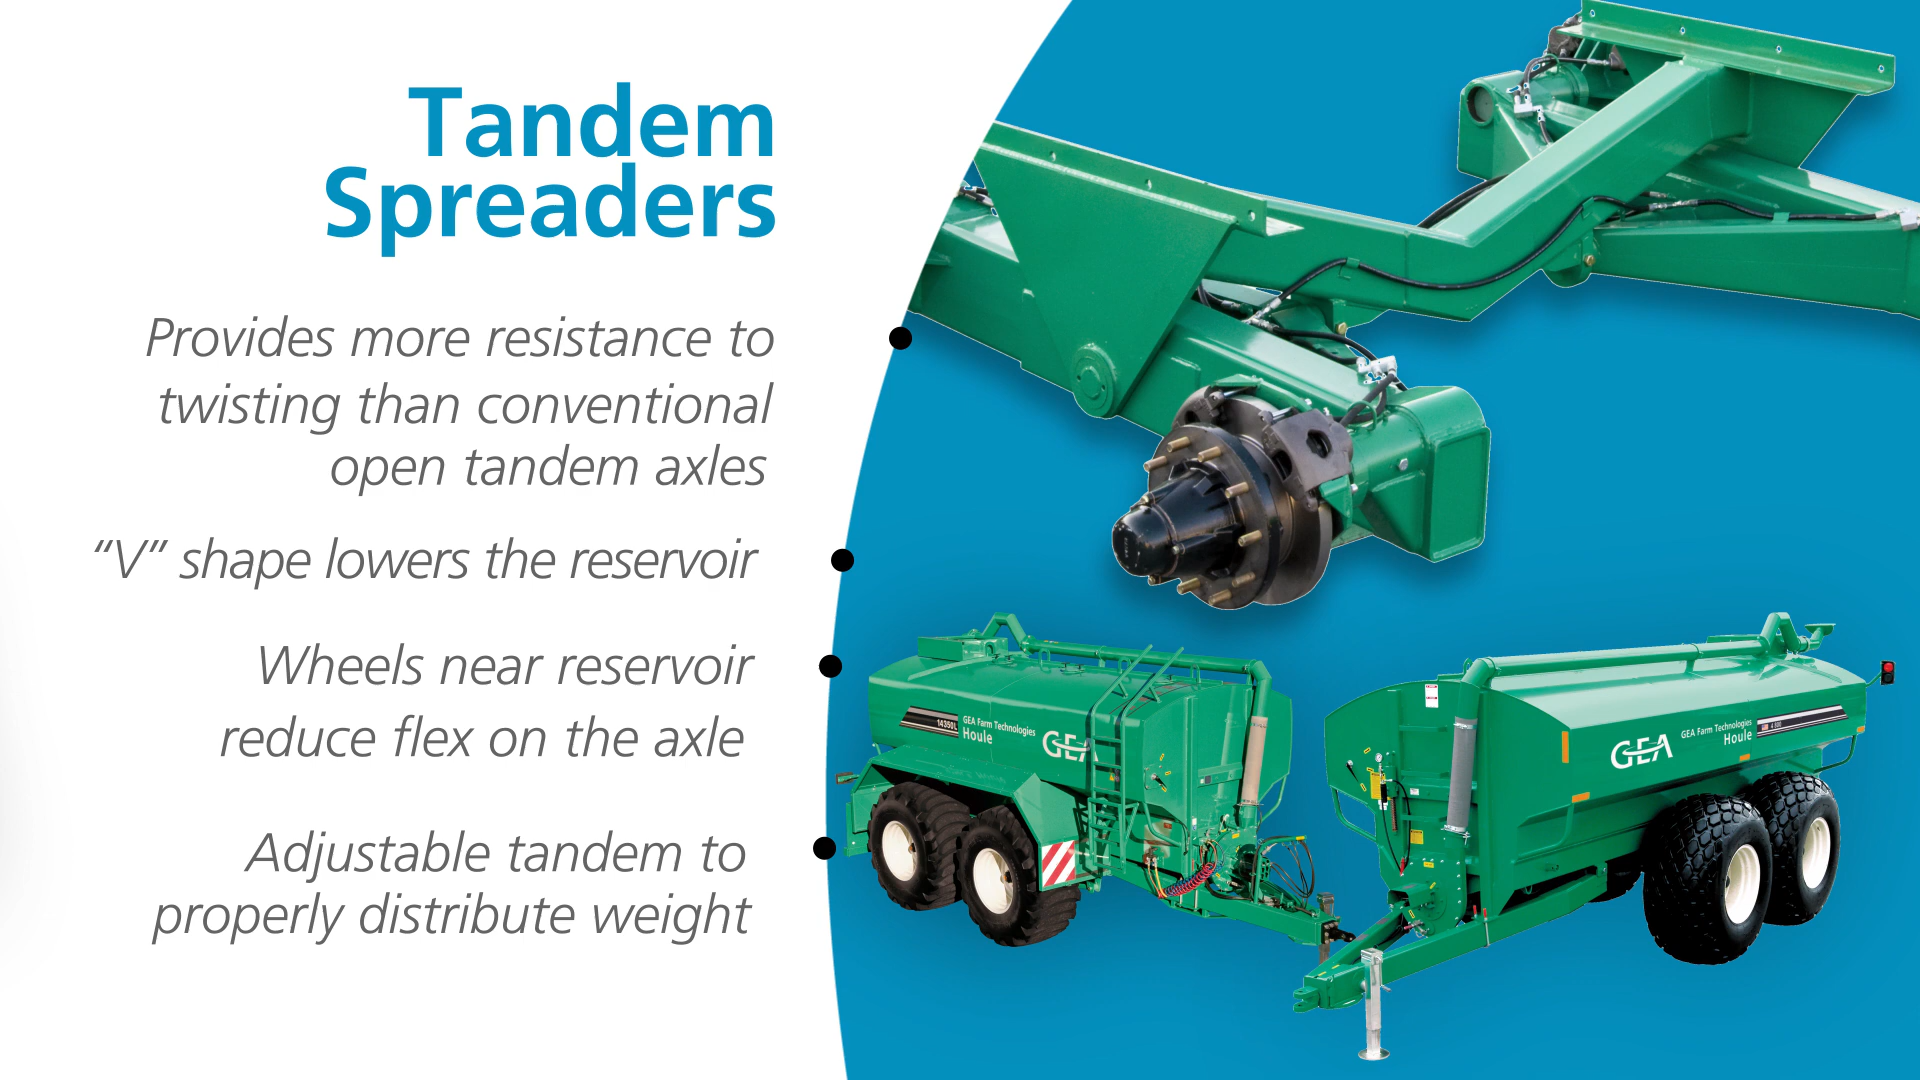 Tandem
Spreaders
Provides more resistance to
twisting than conventional
open tandem axles
“V” shape lowers the reservoir
Wheels near reservoir
reduce flex on the axle
Adjustable tandem to
properly distribute weight
14350L
GEA Farm Technologies
Houle
GEA
GEA
GEA Farm Technologies
Houle